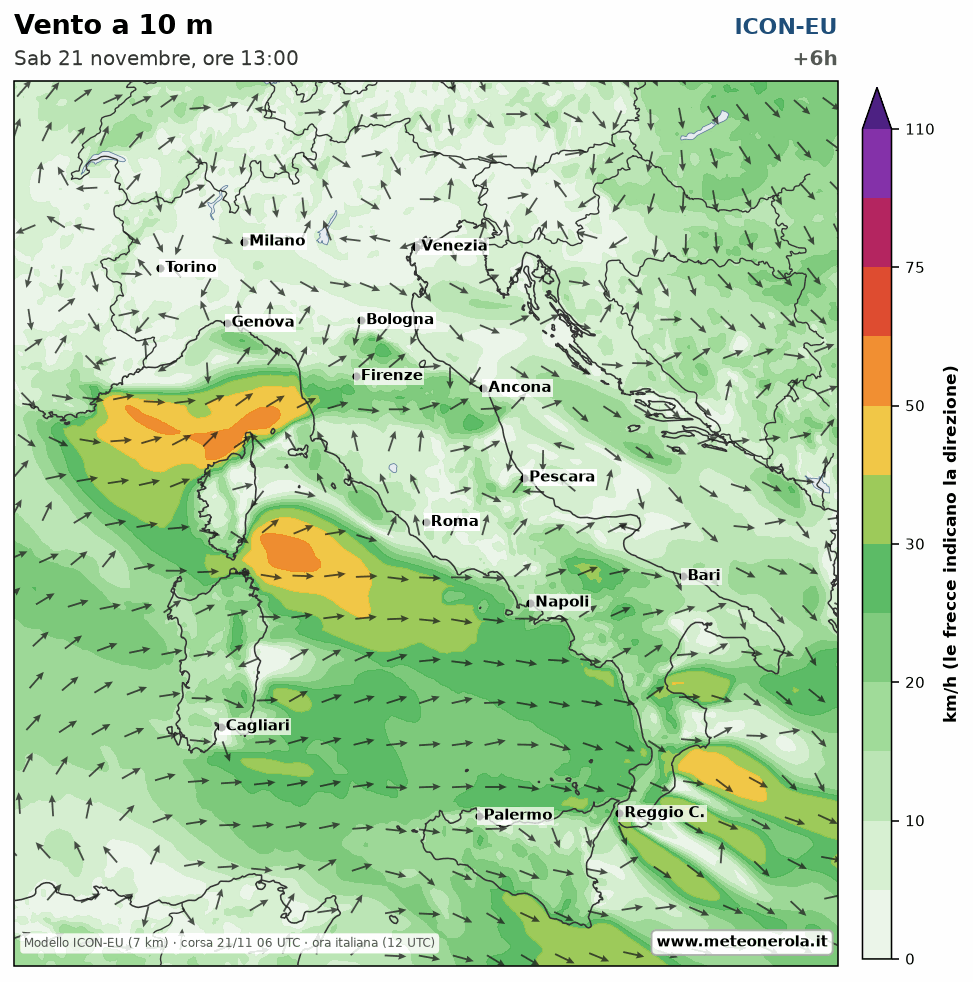 Vento a 10 m
ICON-EU
Sab 21 novembre, ore 13:00
+6h
110
Milano
Venezia
Torino
75
Genova
Bologna
Firenze
Ancona
50
Pescara
Roma
30
Bari
Napoli
20
Cagliari
Palermo
Reggio C.
10
km/h (le frecce indicano la direzione)
Modello ICON-EU (7 km) · corsa 21/11 06 UTC · ora italiana (12 UTC)
www.meteonerola.it
0